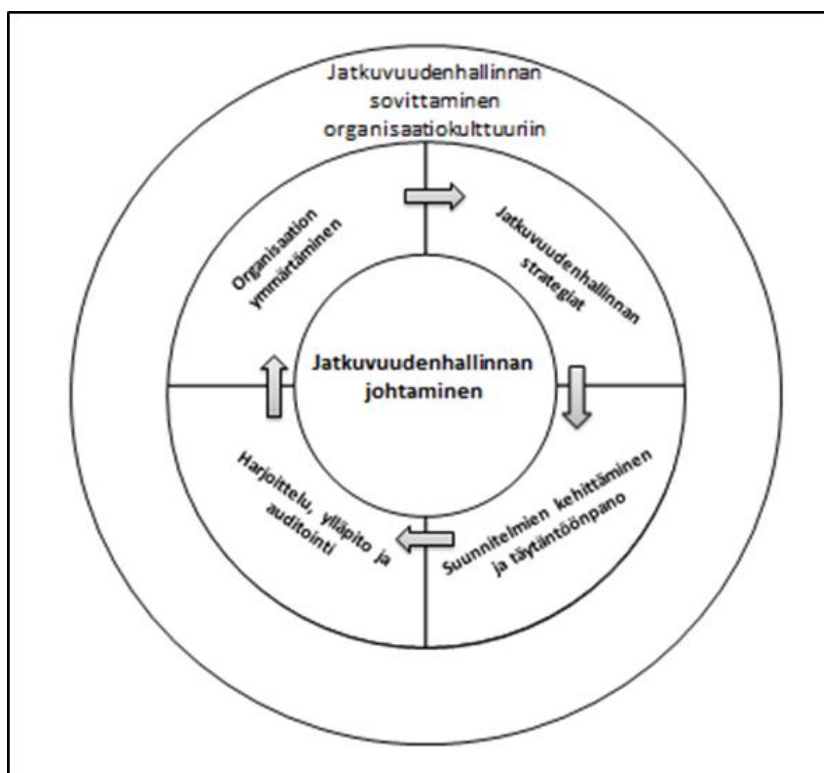 Jatkuvuudenhallinnan
sovittaminen
organisaatiokulttuuriin
Organisaation
ymmärtäminen
Jatkuvuudenhallinnan
strategiat
Jatkuvuudenhallinnan
johtaminen
Harjoittelu, ylläpito ja
auditointi
Suunnitelmien kehittäminen
ja täytäntöönpano